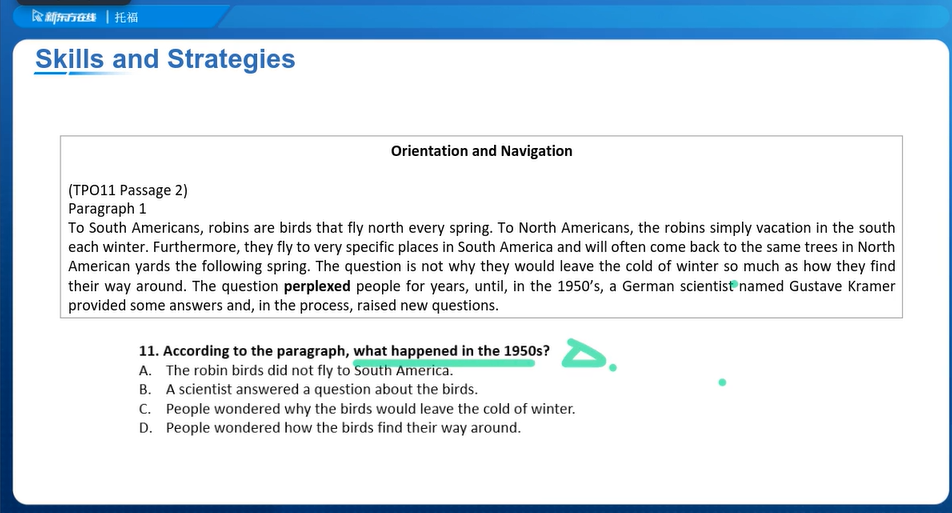 新东方在线 | 托福
Skills and Strategies
Orientation and Navigation
(TPO11 Passage 2)
Paragraph 1
To South Americans, robins are birds that fly north every spring. To North Americans, the robins simply vacation in the south
each winter. Furthermore, they fly to very specific places in South America and will often come back to the same trees in North
American yards the following spring. The question is not why they would leave the cold of winter so much as how they find
their way around. The question perplexed people for years, until, in the 1950's, a German scientist named Gustave Kramer
provided some answers and, in the process, raised new questions.
11. According to the paragraph, what happened in the 1950s?
A. The robin birds did not fly to South America.
B. A scientist answered a question about the birds.
C. People wondered why the birds would leave the cold of winter.
D. People wondered how the birds find their way around.